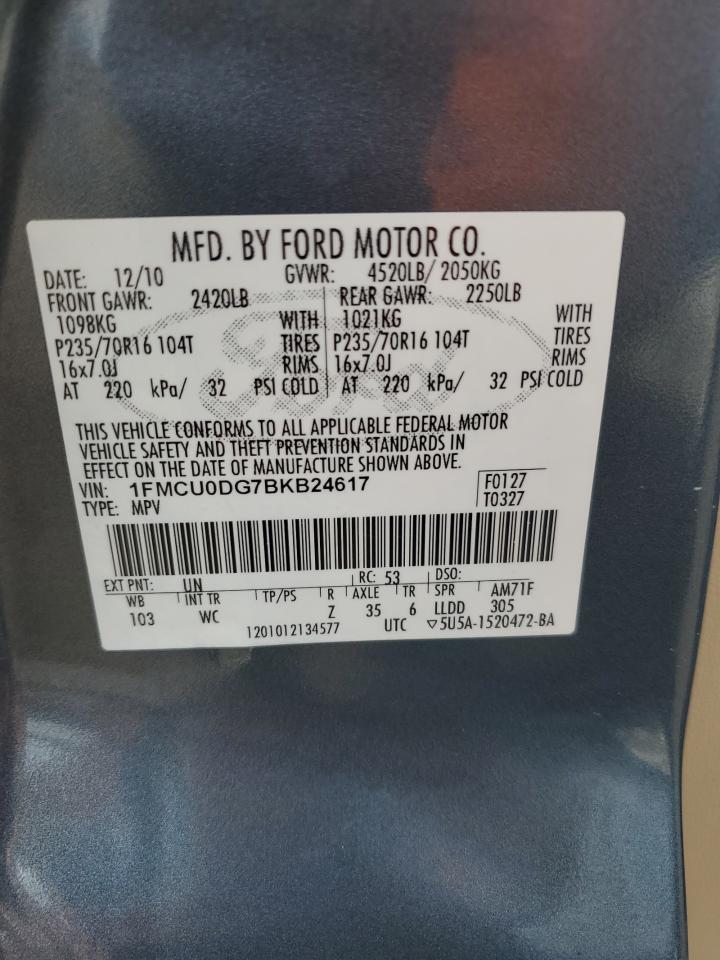 MFD. BY FORD MOTOR CO.
DATE: 12/10 GVWR: 4520LB/ 2050KG
FRONT GAWR: 2420LB REAR GAWR: 2250LB
1098KG WITH 1021KG WITH
P235/70R16 104T TIRES P235/70R16 104T TIRES
16x7.0J RIMS 16x7.0J RIMS
AT 220 kPa/ 32 PSI COLD AT 220 kPa/ 32 PSI COLD
Ford
THIS VEHICLE CONFORMS TO ALL APPLICABLE FEDERAL MOTOR
VEHICLE SAFETY AND THEFT PREVENTION STANDARDS IN
EFFECT ON THE DATE OF MANUFACTURE SHOWN ABOVE.
VIN: 1FMCU0DG7BKB24617 F0127
TYPE: MPV T0327
EXT PNT: UN RC: 53 DSO:
WB INT TR TP/PS R AXLE TR SPR AM71F
103 WC Z 35 6 LLDD 305
1201012134577 UTC ▽5U5A-1520472-BA